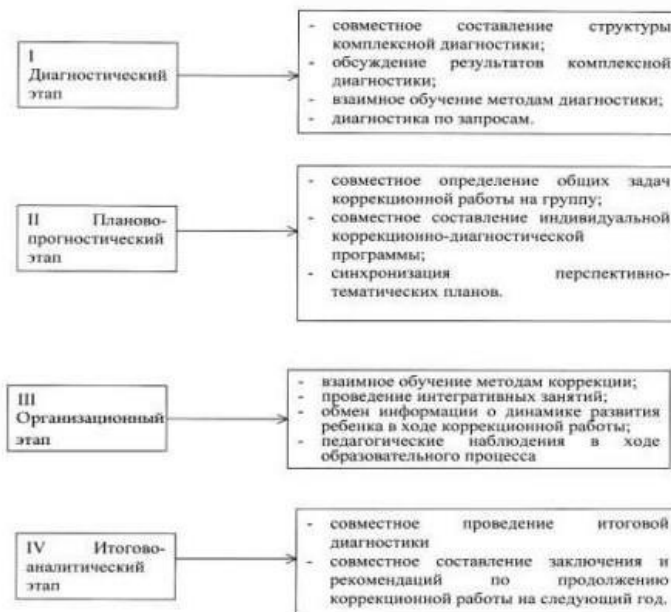 I
Диагностический
этап
- совместное составление структуры
комплексной диагностики;
- обсуждение результатов комплексной
диагностики;
- взаимное обучение методам диагностики;
- диагностика по запросам.
II Планово-
прогностический
этап
- совместное определение общих задач
коррекционной работы на группу;
- совместное составление индивидуальной
коррекционно-диагностической
программы;
- синхронизация перспективно-
тематических планов.
III
Организационный
этап
- взаимное обучение методам коррекции;
- проведение интегративных занятий;
- обмен информации о динамике развития
ребенка в ходе коррекционной работы;
- педагогические наблюдения в ходе
образовательного процесса
IV Итогово-
аналитический
этап
- совместное проведение итоговой
диагностики
- совместное составление заключения и
рекомендаций по продолжению
коррекционной работы на следующий год.